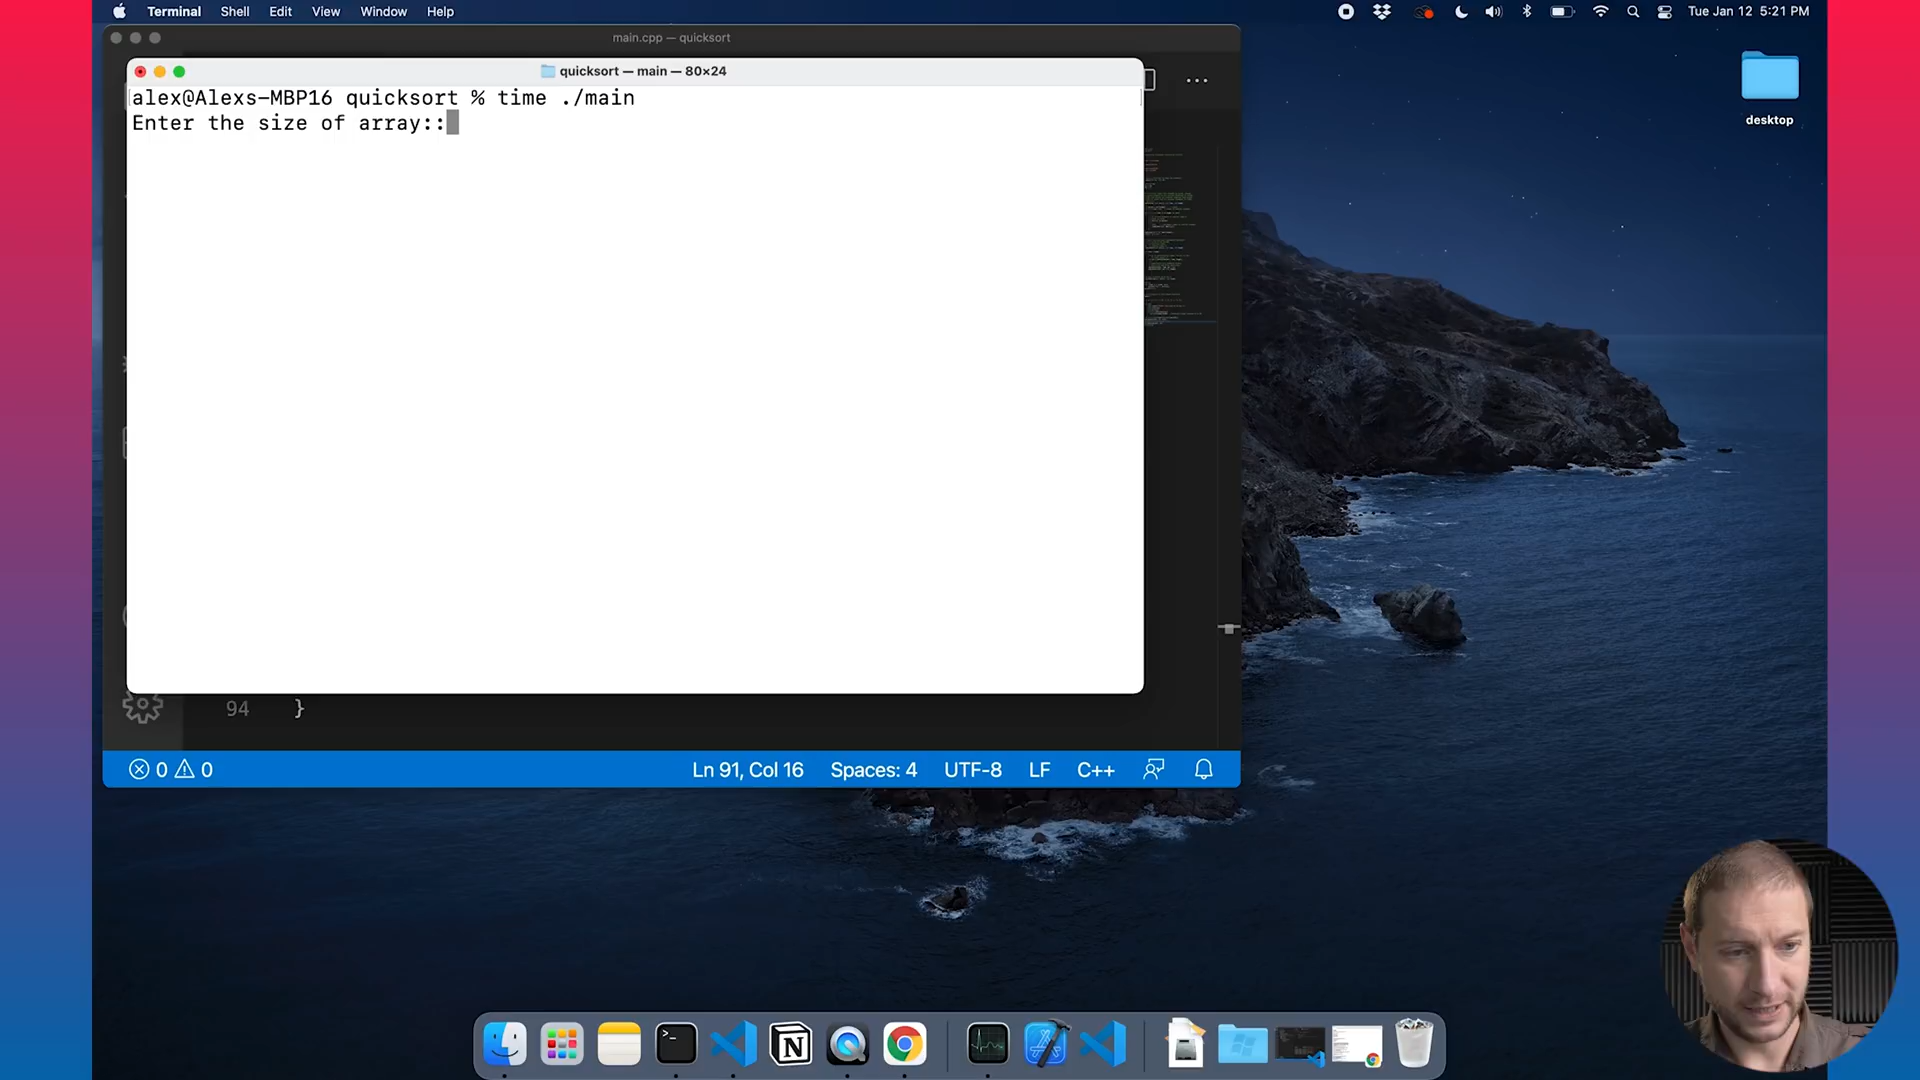 Terminal Shell Edit View Window Help
Tue Jan 12 5:21 PM
main.cpp — quicksort
quicksort — main — 80×24
alex@Alexs-MBP16 quicksort % time ./main
Enter the size of array::
desktop
94 }
0 0
Ln 91, Col 16 Spaces: 4 UTF-8 LF C++